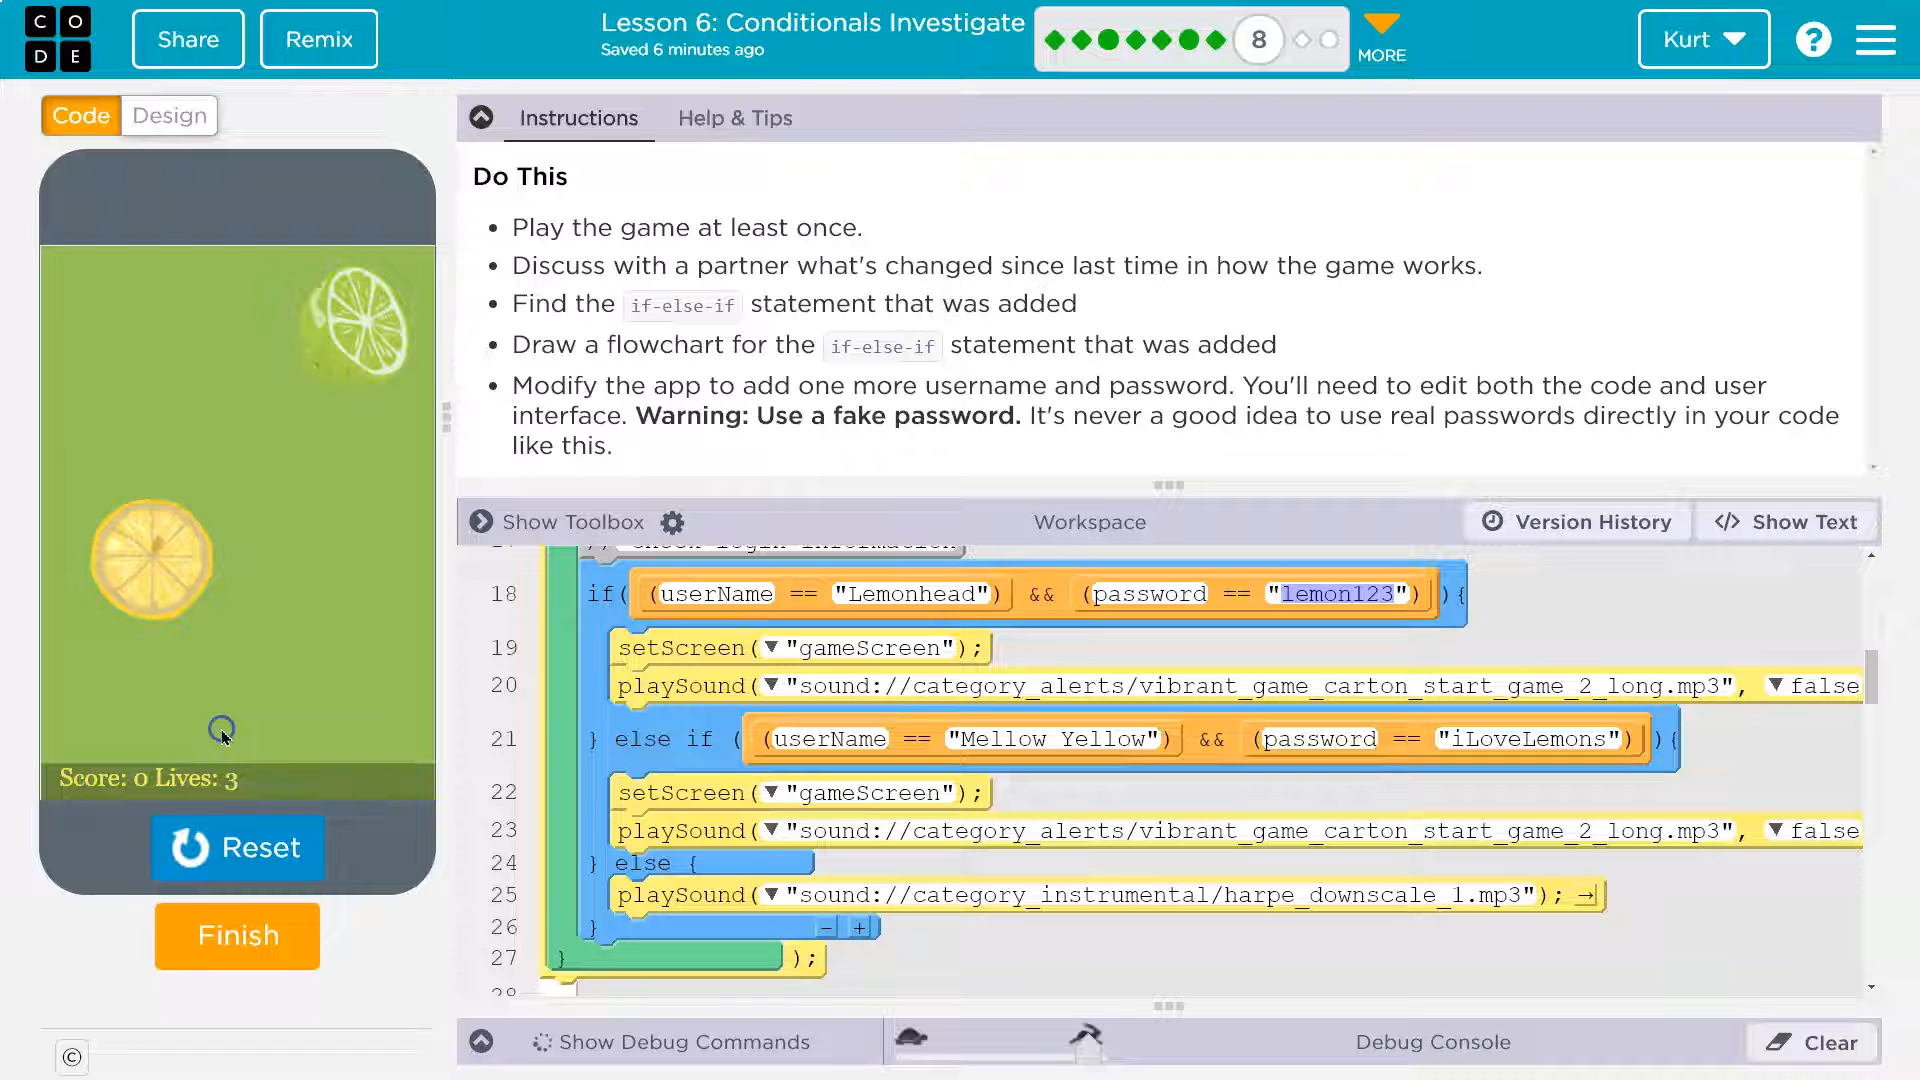 C O
D E
Share
Remix
Lesson 6: Conditionals Investigate
Saved 6 minutes ago
8
MORE
Kurt
?
Code
Design
Instructions
Help & Tips
Do This
• Play the game at least once.
• Discuss with a partner what's changed since last time in how the game works.
• Find the if-else-if statement that was added
• Draw a flowchart for the if-else-if statement that was added
• Modify the app to add one more username and password. You'll need to edit both the code and user
interface. Warning: Use a fake password. It's never a good idea to use real passwords directly in your code
like this.
Score: 0 Lives: 3
Reset
Finish
©
Show Toolbox
Workspace
Version History
</> Show Text
18 if( (userName == "Lemonhead") && (password == "lemon123") ){
19 setScreen(▼"gameScreen");
20 playSound(▼"sound://category_alerts/vibrant_game_carton_start_game_2_long.mp3", ▼false
21 } else if ( (userName == "Mellow Yellow") && (password == "iLoveLemons") ){
22 setScreen(▼"gameScreen");
23 playSound(▼"sound://category_alerts/vibrant_game_carton_start_game_2_long.mp3", ▼false
24 } else {
25 playSound(▼"sound://category_instrumental/harpe_downscale_1.mp3"); →
26 } - +
27 } );
28
Show Debug Commands
Debug Console
Clear